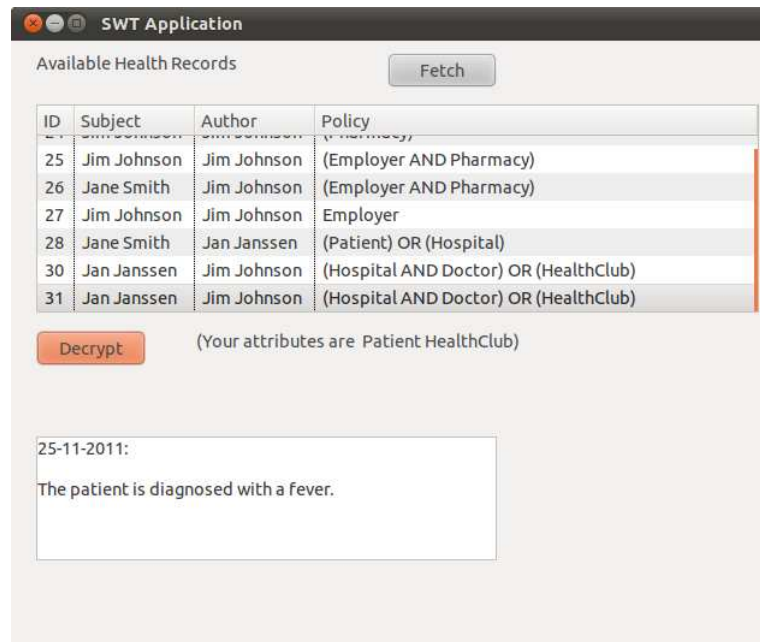 SWT Application
Available Health Records Fetch
ID Subject Author Policy
25 Jim Johnson Jim Johnson (Employer AND Pharmacy)
26 Jane Smith Jim Johnson (Employer AND Pharmacy)
27 Jim Johnson Jim Johnson Employer
28 Jane Smith Jan Janssen (Patient) OR (Hospital)
30 Jan Janssen Jim Johnson (Hospital AND Doctor) OR (HealthClub)
31 Jan Janssen Jim Johnson (Hospital AND Doctor) OR (HealthClub)
Decrypt (Your attributes are Patient HealthClub)
25-11-2011:
The patient is diagnosed with a fever.